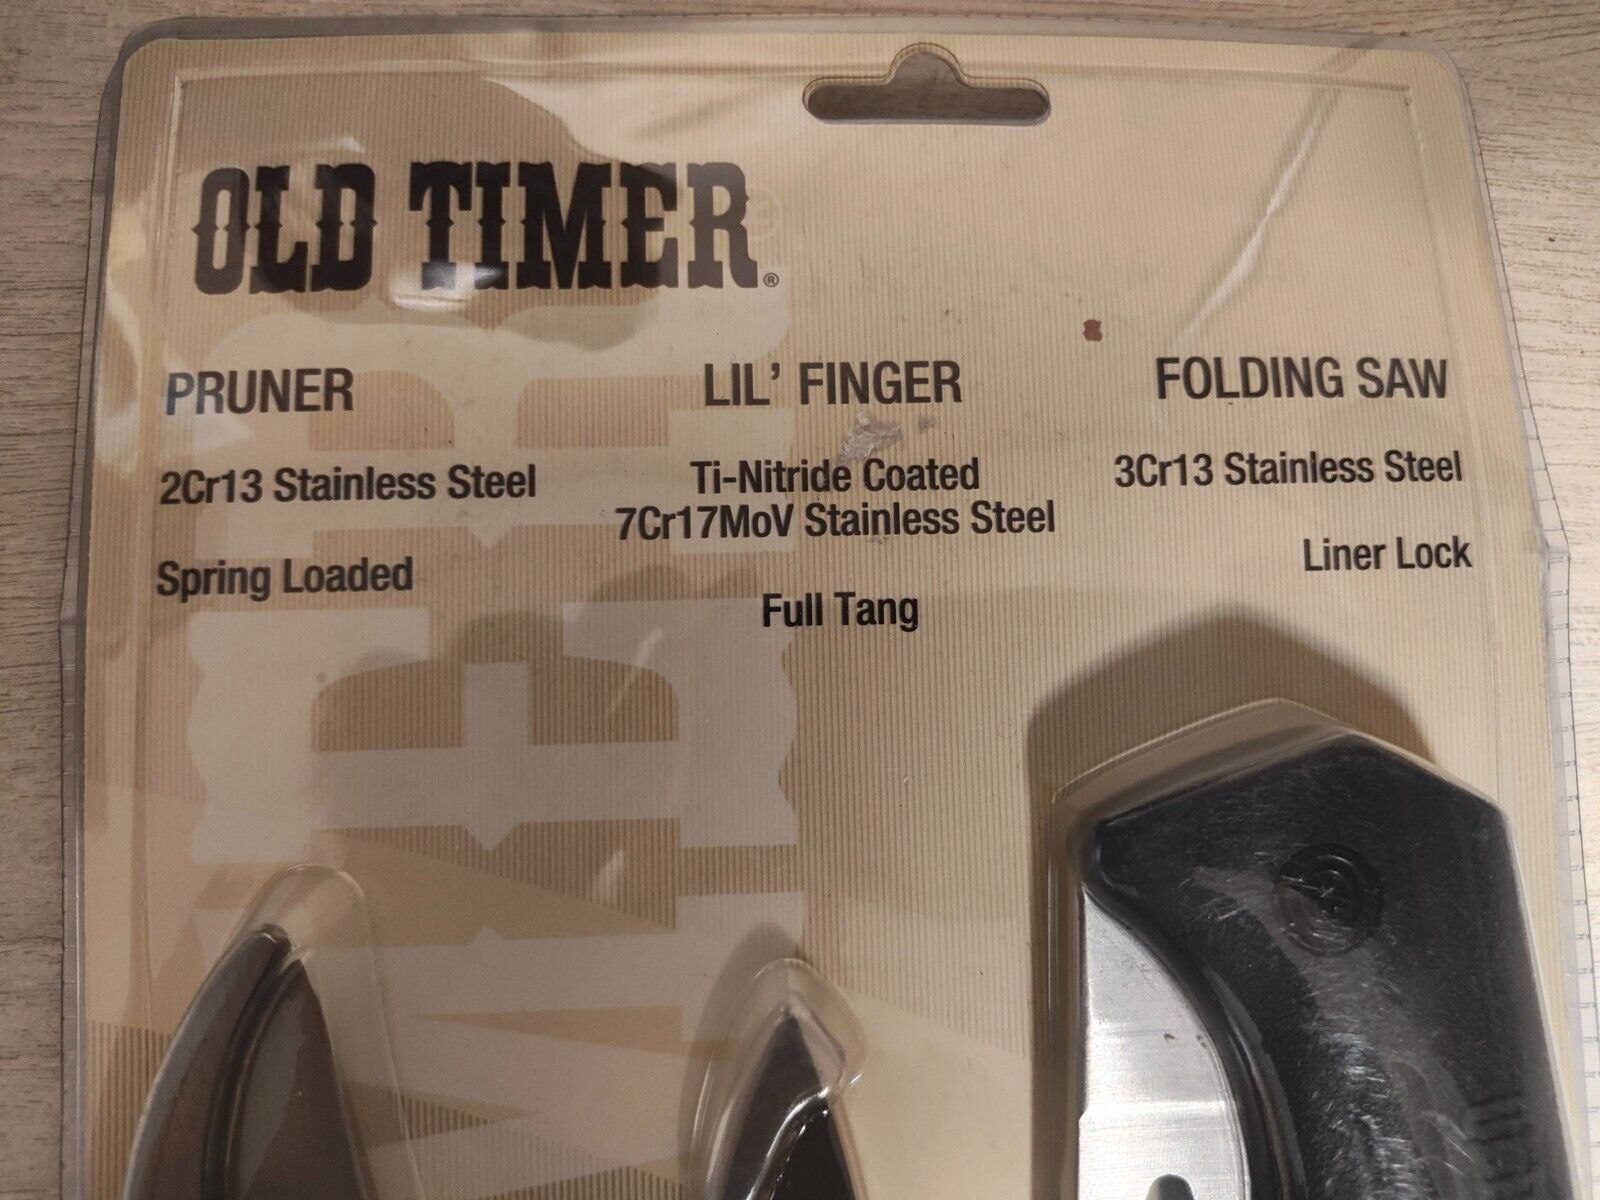 OLD TIMER®
PRUNER
2Cr13 Stainless Steel
Spring Loaded
LIL' FINGER
Ti-Nitride Coated
7Cr17MoV Stainless Steel
Full Tang
FOLDING SAW
3Cr13 Stainless Steel
Liner Lock